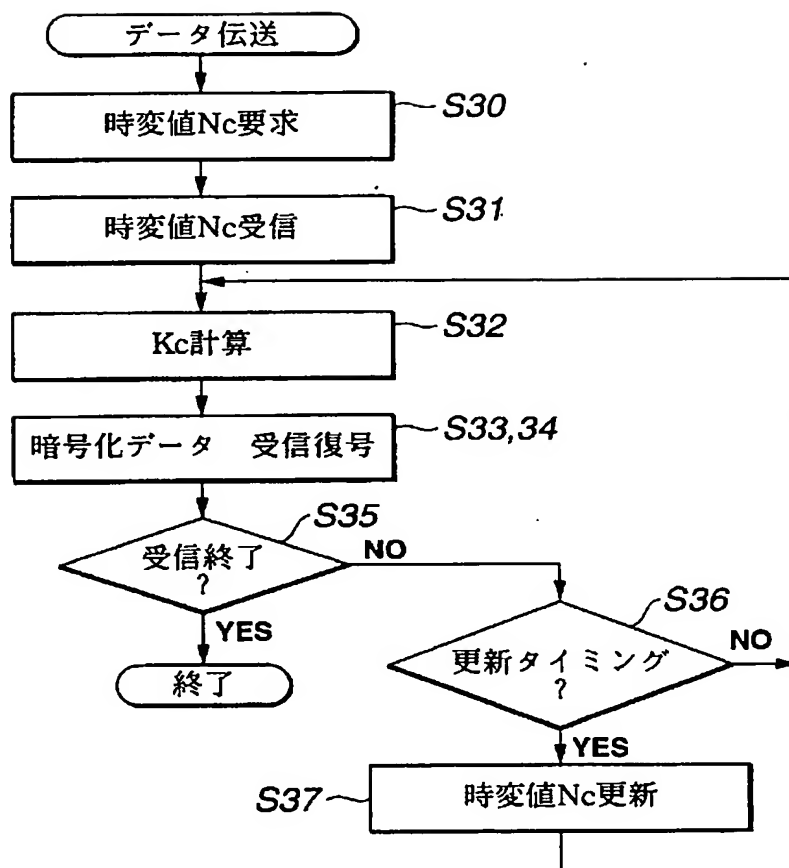 データ伝送
時変値Nc要求
S30
時変値Nc受信
S31
Kc計算
S32
暗号化データ 受信復号
S33,34
受信終了
?
S35
NO
YES
終了
更新タイミング
?
S36
NO
YES
時変値Nc更新
S37